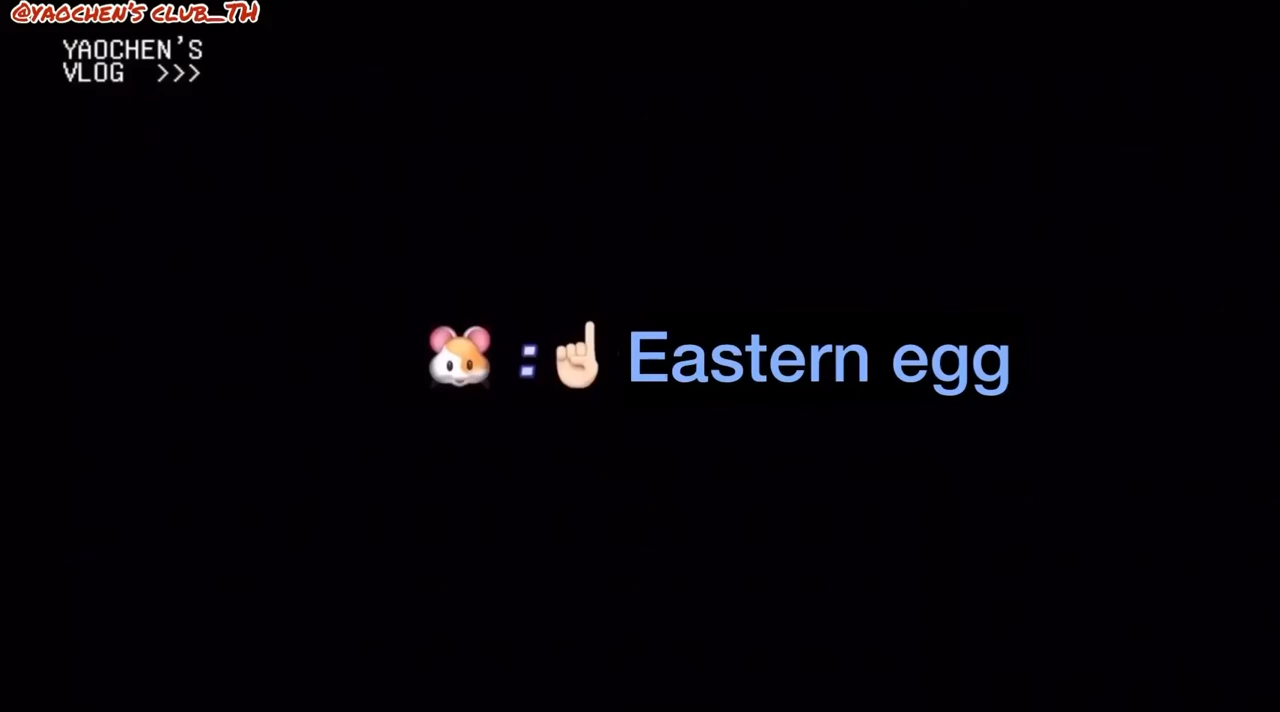 @YAOCHEN'S CLUB_TH
YAOCHEN'S
VLOG >>>
🐹 :☝🏻 Eastern egg